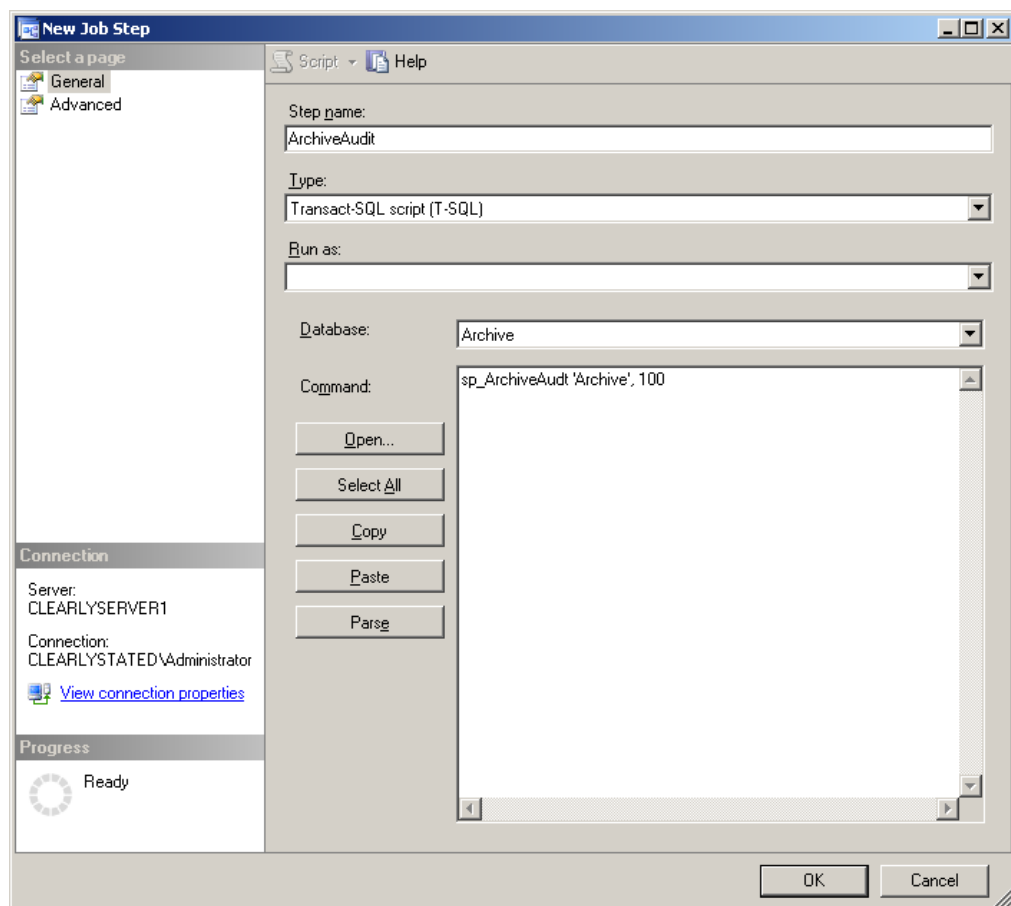 New Job Step
Select a page
General
Advanced
Script
Help
Step name:
ArchiveAudit
Type:
Transact-SQL script (T-SQL)
Run as:
Database:
Archive
Command:
sp_ArchiveAudt 'Archive', 100
Open...
Select All
Copy
Paste
Parse
Connection
Server:
CLEARLYSERVER1
Connection:
CLEARLYSTATED\Administrator
View connection properties
Progress
Ready
OK
Cancel